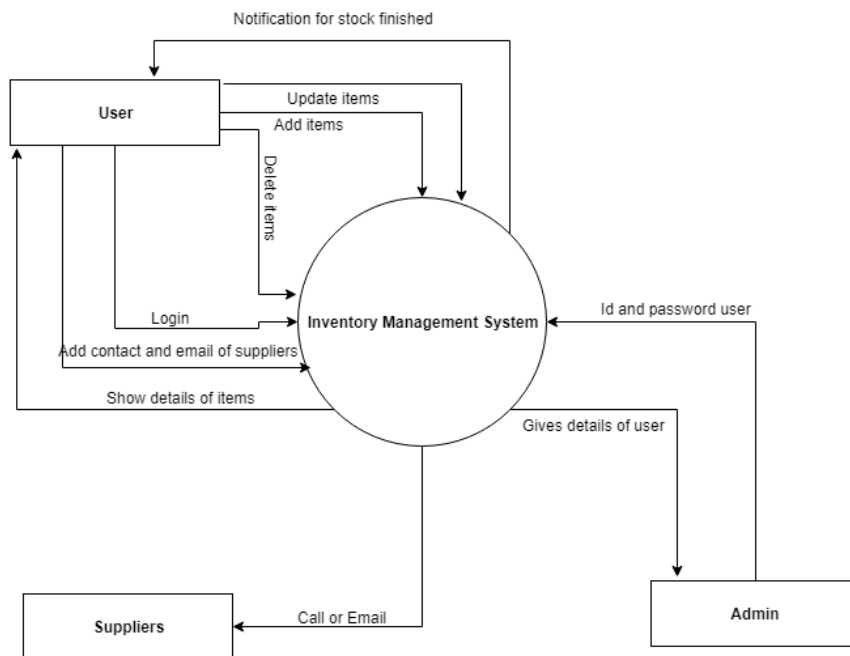 Notification for stock finished
User
Update items
Add items
Delete items
Login
Inventory Management System
Id and password user
Add contact and email of suppliers
Show details of items
Gives details of user
Suppliers
Call or Email
Admin